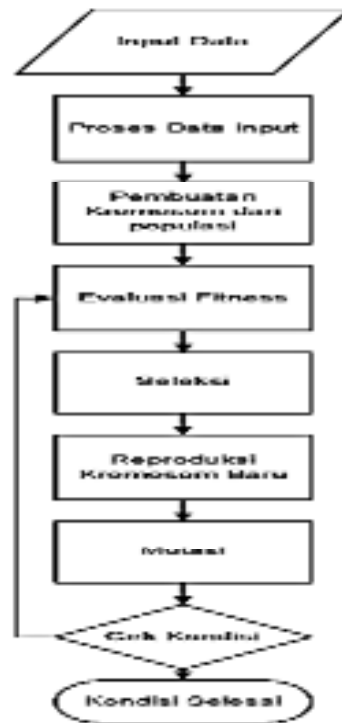 Input Data
Proses Data Input
Pembuatan
Kromosom dari
populasi
Evaluasi Fitness
Seleksi
Reproduksi
Kromosom Baru
Mutasi
Cek Kondisi
Kondisi Selesai